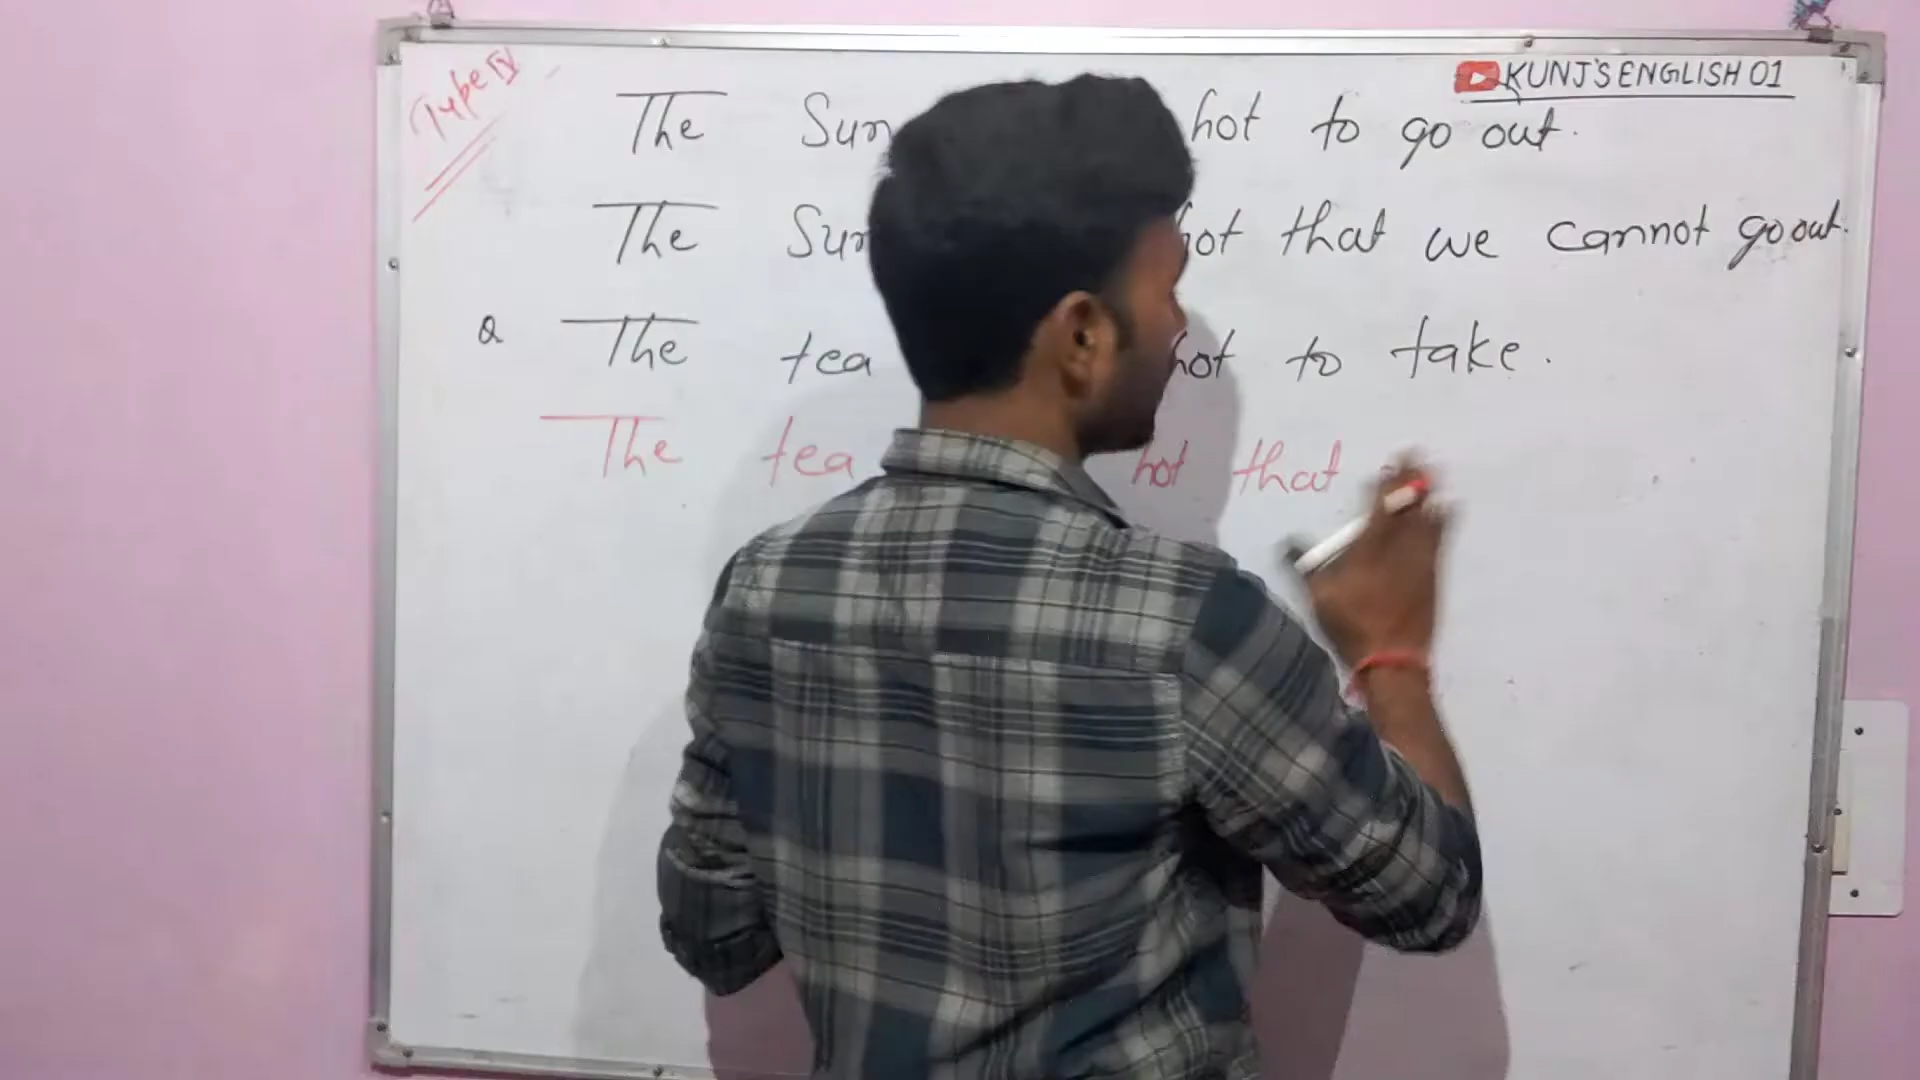 Type IV
KUNJ'S ENGLISH 01
The Sun hot to go out.
The Sun hot that we cannot go out.
Q The tea hot to take.
The tea hot that